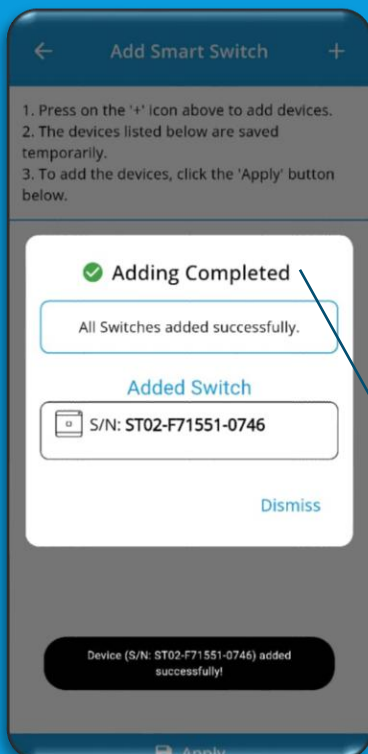 Add Smart Switch
1. Press on the '+' icon above to add devices.
2. The devices listed below are saved
temporarily.
3. To add the devices, click the 'Apply' button
below.
Adding Completed
All Switches added successfully.
Added Switch
S/N: ST02-F71551-0746
Dismiss
Device (S/N: ST02-F71551-0746) added
successfully!
Apply